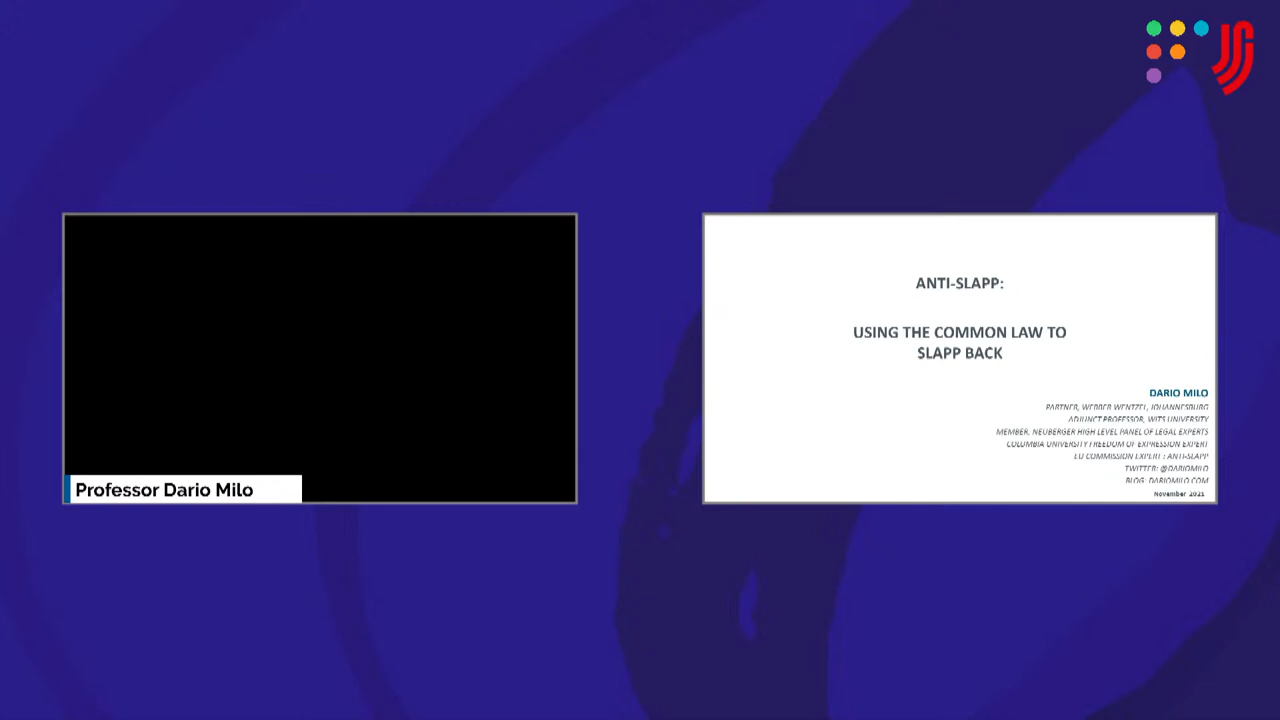 Professor Dario Milo
ANTI-SLAPP:
USING THE COMMON LAW TO
SLAPP BACK
DARIO MILO
PARTNER, WEBBER WENTZEL, JOHANNESBURG
ADJUNCT PROFESSOR, WITS UNIVERSITY
MEMBER, NEUBERGER HIGH LEVEL PANEL OF LEGAL EXPERTS
COLUMBIA UNIVERSITY FREEDOM OF EXPRESSION EXPERT
EU COMMISSION EXPERT : ANTI-SLAPP
TWITTER: @DARIOMILO
BLOG: DARIOMILO.COM
November 2021